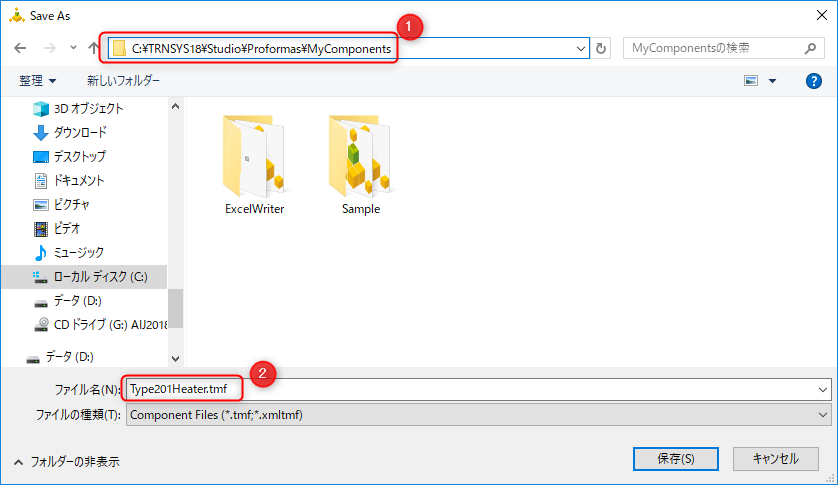 Save As
1
C:¥TRNSYS18¥Studio¥Proformas¥MyComponents
MyComponentsの検索
整理
新しいフォルダー
?
3D オブジェクト
ダウンロード
デスクトップ
ドキュメント
ピクチャ
ビデオ
ミュージック
ローカル ディスク (C:)
データ (D:)
CD ドライブ (G:) AIJ2018
データ (D:)
ExcelWriter
Sample
2
ファイル名(N):
Type201Heater.tmf
ファイルの種類(T):
Component Files (*.tmf;*.xmltmf)
フォルダーの非表示
保存(S)
キャンセル